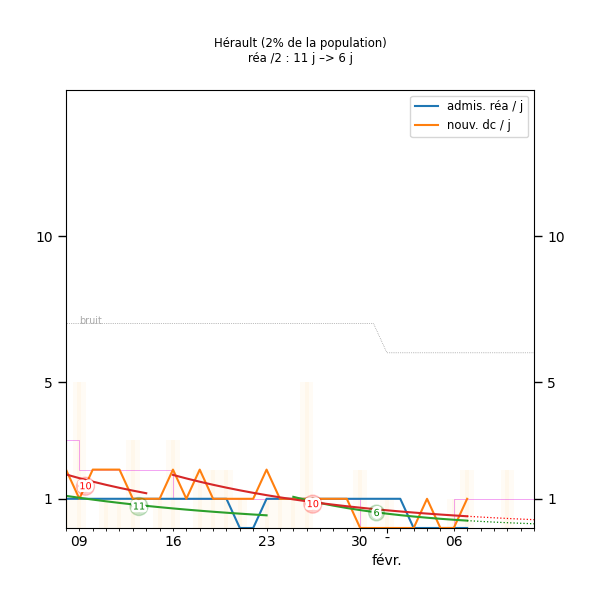 Hérault (2% de la population)
réa /2 : 11 j –> 6 j
admis. réa / j
nouv. dc / j
10 10
bruit
5 5
10
11
10
6
1 1
09 16 23 30 - 06
févr.